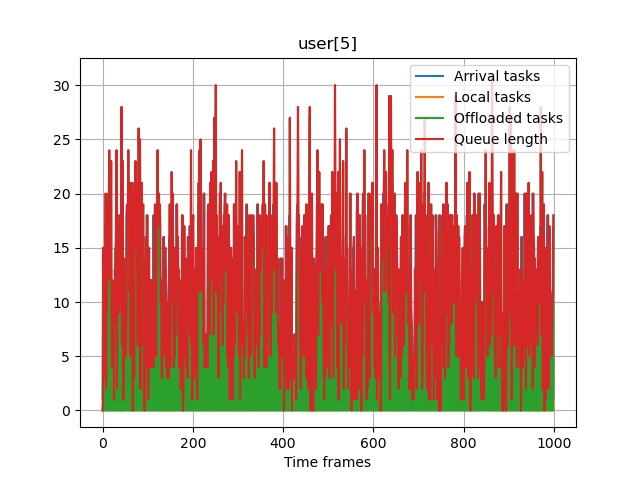 user[5]
Arrival tasks
Local tasks
Offloaded tasks
Queue length
30
25
20
15
10
5
0
0 200 400 600 800 1000
Time frames